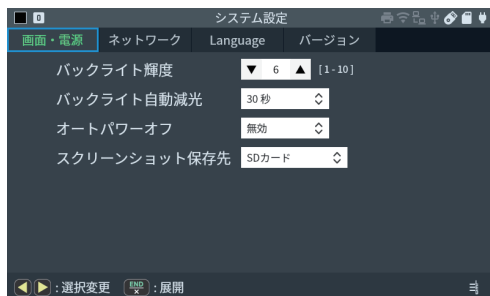 0 システム設定
画面・電源 ネットワーク Language バージョン
バックライト輝度 ▼ 6 ▲ [1-10]
バックライト自動減光 30秒
オートパワーオフ 無効
スクリーンショット保存先 SDカード
:選択変更 END × :展開